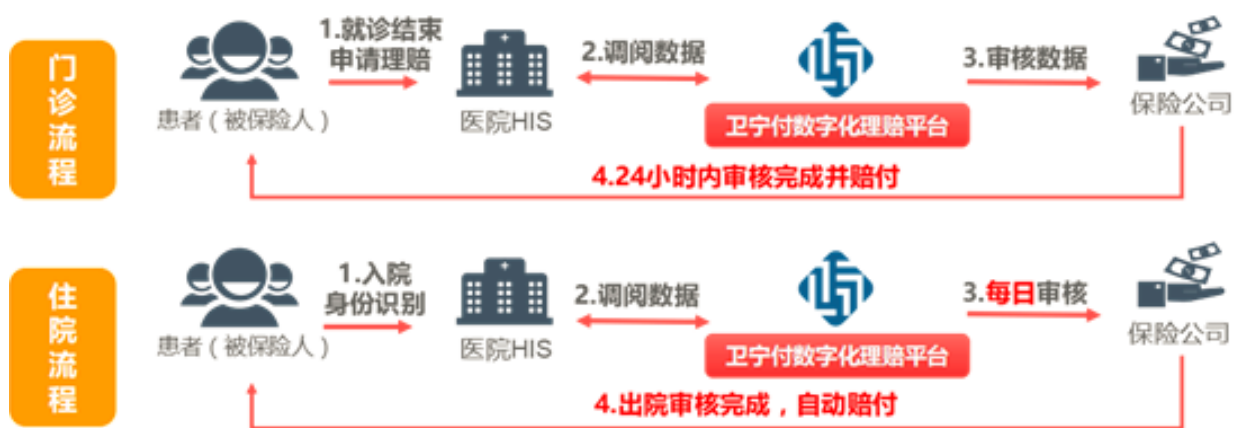 门诊流程
1.就诊结束
申请理赔
2.调阅数据
3.审核数据
患者（被保险人）
医院HIS
卫宁付数字化理赔平台
保险公司
4.24小时内审核完成并赔付
住院流程
1.入院
身份识别
2.调阅数据
3.每日审核
患者（被保险人）
医院HIS
卫宁付数字化理赔平台
保险公司
4.出院审核完成，自动赔付